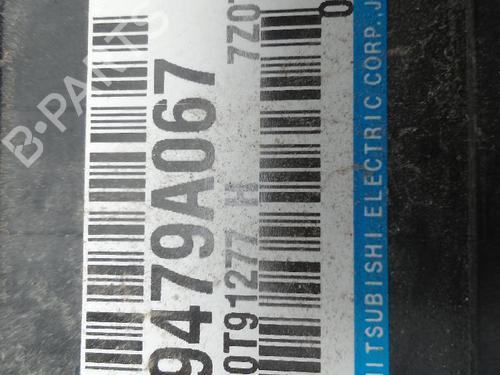 9479A067
0T91277 H 7Z0
MITSUBISHI ELECTRIC CORP.,J
B-PARTS